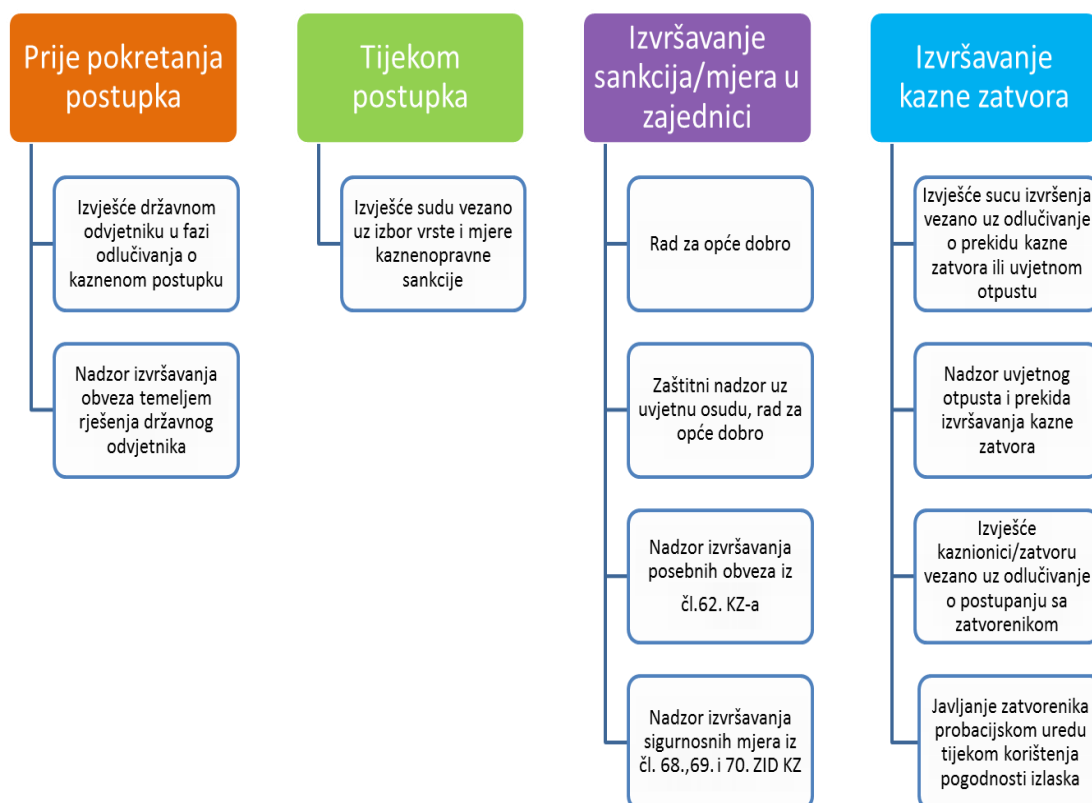 Prije pokretanja
postupka
Izvješće državnom
odvjetniku u fazi
odlučivanja o
kaznenom postupku
Nadzor izvršavanja
obveza temeljem
rješenja državnog
odvjetnika
Tijekom
postupka
Izvješće sudu vezano
uz izbor vrste i mjere
kaznenopravne
sankcije
Izvršavanje
sankcija/mjera u
zajednici
Rad za opće dobro
Zaštitni nadzor uz
uvjetnu osudu, rad za
opće dobro
Nadzor izvršavanja
posebnih obveza iz
čl.62. KZ-a
Nadzor izvršavanja
sigurnosnih mjera iz
čl. 68.,69. i 70. ZID KZ
Izvršavanje
kazne zatvora
Izvješće sucu izvršenja
vezano uz odlučivanje
o prekidu kazne
zatvora ili uvjetnom
otpustu
Nadzor uvjetnog
otpusta i prekida
izvršavanja kazne
zatvora
Izvješće
kaznionici/zatvoru
vezano uz odlučivanje
o postupanju sa
zatvorenikom
Javljanje zatvorenika
probacijskom uredu
tijekom korištenja
pogodnosti izlaska